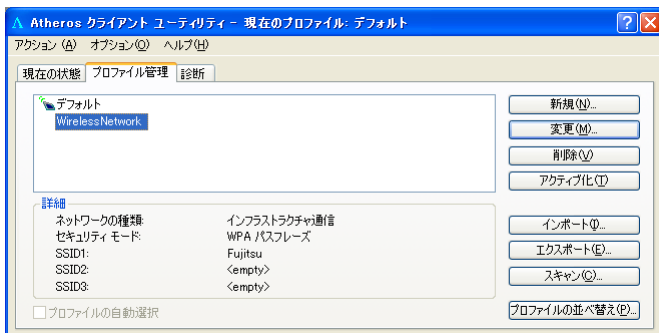 Atheros クライアント ユーティリティ - 現在のプロファイル: デフォルト
アクション (A) オプション(O) ヘルプ(H)
現在の状態 プロファイル管理 診断
デフォルト
WirelessNetwork
新規(N)...
変更(M)...
削除(V)
アクティブ化(T)
詳細
ネットワークの種類: インフラストラクチャ通信
セキュリティ モード: WPA パスフレーズ
SSID1: Fujitsu
SSID2: <empty>
SSID3: <empty>
インポート(I)...
エクスポート(E)...
スキャン(C)...
プロファイルの自動選択
プロファイルの並べ替え(P)...